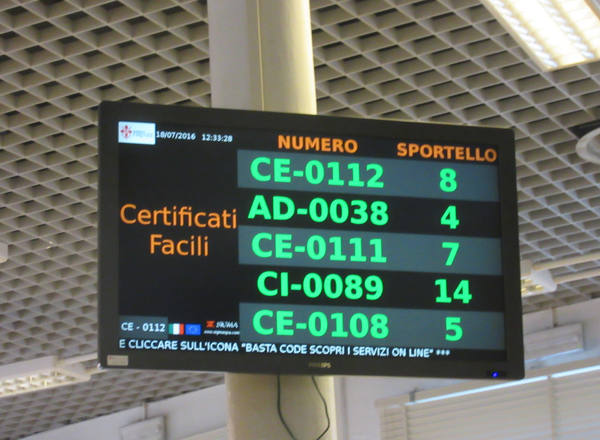 18/07/2016 12:33:28
NUMERO SPORTELLO
CE-0112 8
AD-0038 4
CE-0111 7
CI-0089 14
CE-0108 5
Certificati
Facili
CE - 0112
E CLICCARE SULL'ICONA "BASTA CODE SCOPRI I SERVIZI ON LINE" ***
PHILIPS